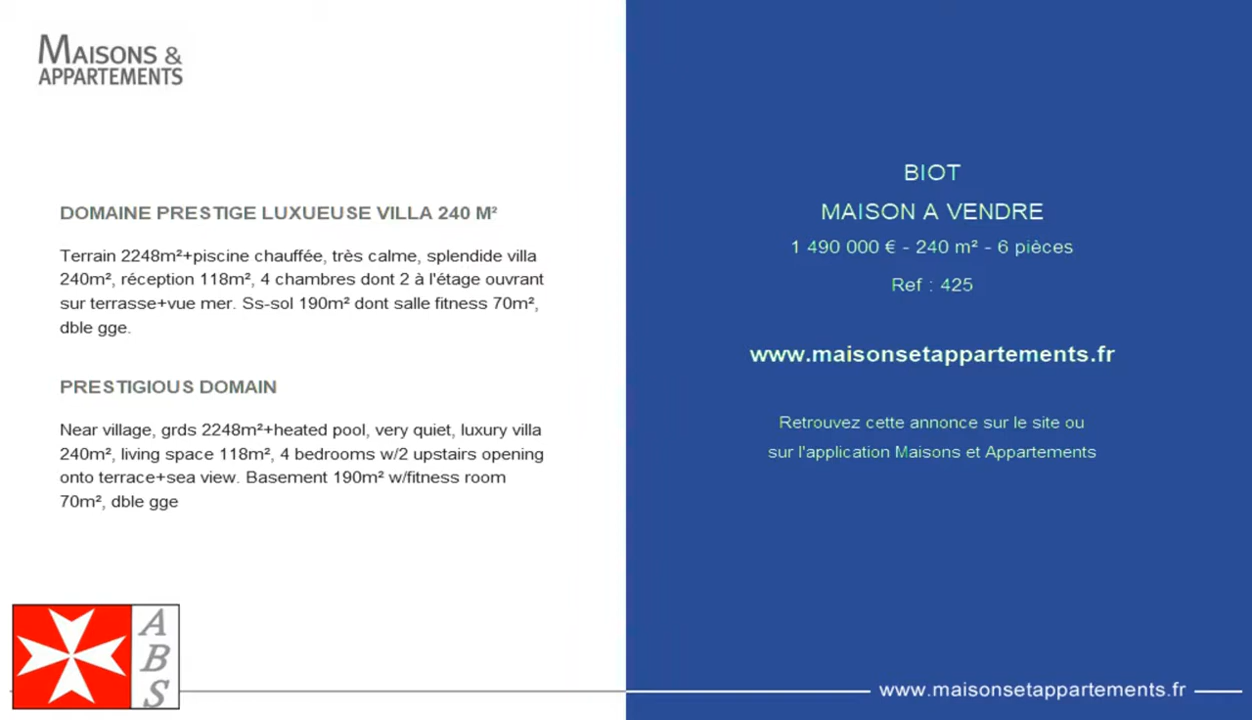 MAISONS &
APPARTEMENTS
DOMAINE PRESTIGE LUXUEUSE VILLA 240 M²
Terrain 2248m²+piscine chauffée, très calme, splendide villa
240m², réception 118m², 4 chambres dont 2 à l'étage ouvrant
sur terrasse+vue mer. Ss-sol 190m² dont salle fitness 70m²,
dble gge.
PRESTIGIOUS DOMAIN
Near village, grds 2248m²+heated pool, very quiet, luxury villa
240m², living space 118m², 4 bedrooms w/2 upstairs opening
onto terrace+sea view. Basement 190m² w/fitness room
70m², dble gge
ABS
BIOT
MAISON A VENDRE
1 490 000 € - 240 m² - 6 pièces
Ref : 425
www.maisonsetappartements.fr
Retrouvez cette annonce sur le site ou
sur l'application Maisons et Appartements
www.maisonsetappartements.fr